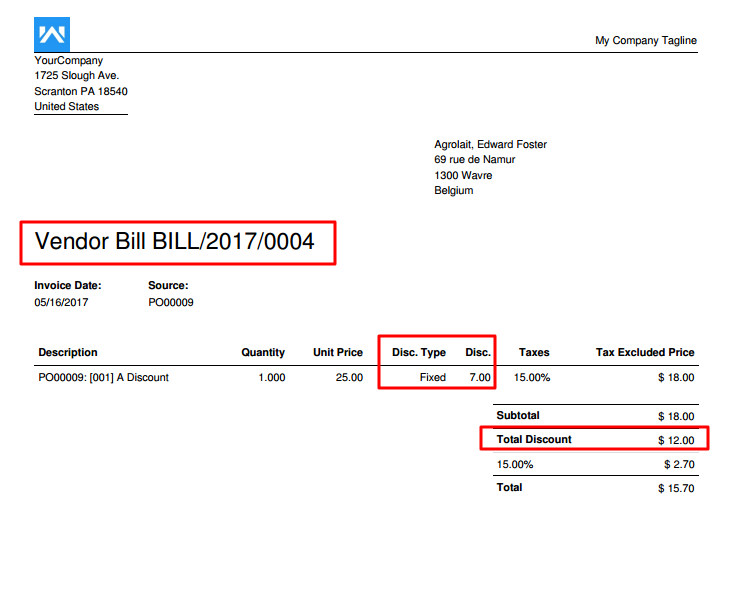 My Company Tagline
YourCompany
1725 Slough Ave.
Scranton PA 18540
United States
Agrolait, Edward Foster
69 rue de Namur
1300 Wavre
Belgium
Vendor Bill BILL/2017/0004
Invoice Date: Source:
05/16/2017 PO00009
Description Quantity Unit Price Disc. Type Disc. Taxes Tax Excluded Price
PO00009: [001] A Discount 1.000 25.00 Fixed 7.00 15.00% $ 18.00
Subtotal $ 18.00
Total Discount $ 12.00
15.00% $ 2.70
Total $ 15.70